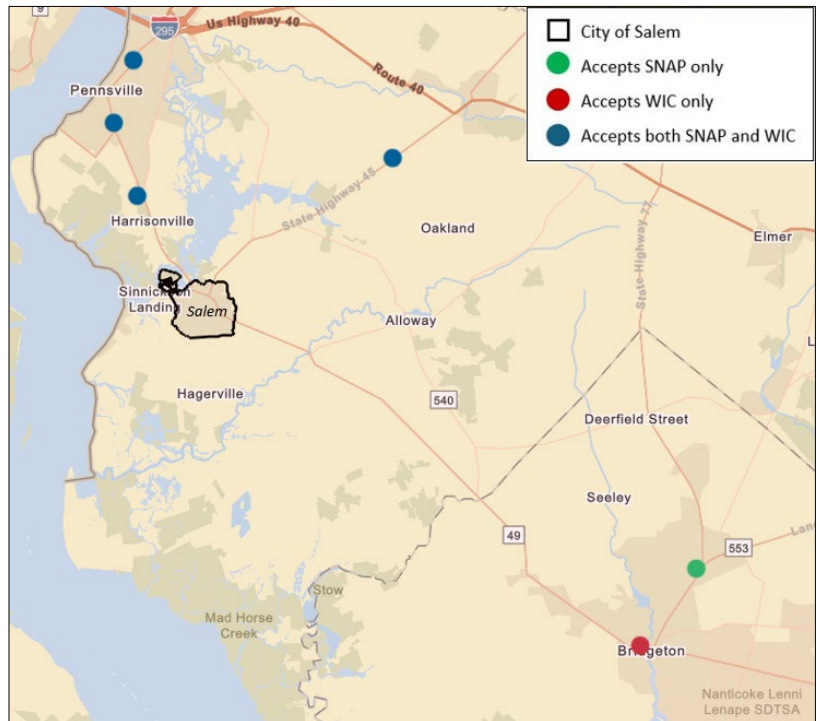 9
295
Us Highway 40
Route 40
City of Salem
Accepts SNAP only
Accepts WIC only
Accepts both SNAP and WIC
Pennsville
Harrisonville
State Highway 45
Oakland
State Highway 77
Elmer
Sinnickson
Landing
Salem
Alloway
L
Hagerville
540
Deerfield Street
Seeley
49
553
Lan
Stow
Mad Horse
Creek
Bridgeton
Nanticoke Lenni
Lenape SDTSA